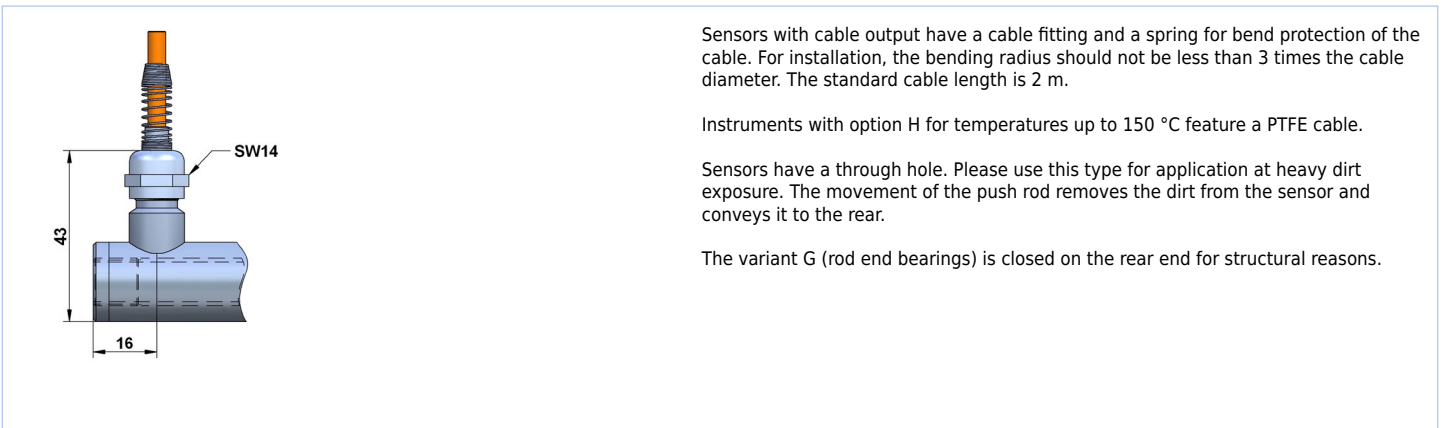 SW14
43
16
Sensors with cable output have a cable fitting and a spring for bend protection of the
cable. For installation, the bending radius should not be less than 3 times the cable
diameter. The standard cable length is 2 m.
Instruments with option H for temperatures up to 150 °C feature a PTFE cable.
Sensors have a through hole. Please use this type for application at heavy dirt
exposure. The movement of the push rod removes the dirt from the sensor and
conveys it to the rear.
The variant G (rod end bearings) is closed on the rear end for structural reasons.